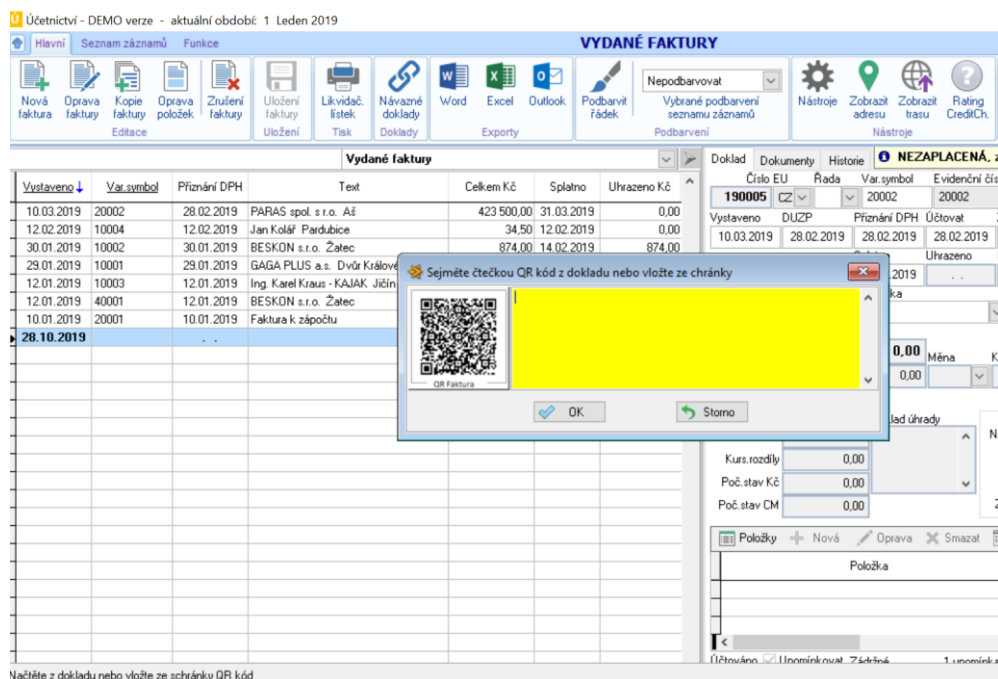 Účetnictví - DEMO verze - aktuální období: 1 Leden 2019
Hlavní Seznam záznamů Funkce VYDANÉ FAKTURY
Nová faktura
Oprava faktury
Kopie faktury
Oprava položek
Zrušení faktury
Uložení faktury
Likvidač. lístek
Návazné doklady
Word
Excel
Outlook
Podbarvit řádek
Nepodbarvovat
Vybrané podbarvení seznamu záznamů
Nástroje
Zobrazit adresu
Zobrazit trasu
Rating CreditCh.
Editace Uložení Tisk Doklady Exporty Podbarvení Nástroje
Vydané faktury
Vystaveno Var.symbol Přiznání DPH Text Celkem Kč Splatno Uhrazeno Kč
10.03.2019 20002 28.02.2019 PARAS spol. s r.o. Aš 423 500,00 31.03.2019 0,00
12.02.2019 10004 12.02.2019 Jan Kolář Pardubice 34,50 12.02.2019 0,00
30.01.2019 10002 30.01.2019 BESKON s.r.o. Žatec 874,00 14.02.2019 874,00
29.01.2019 10001 29.01.2019 GAGA PLUS a.s. Dvůr Králové
12.01.2019 10003 12.01.2019 Ing. Karel Kraus - KAJAK Jičín
12.01.2019 40001 12.01.2019 BESKON s.r.o. Žatec
10.01.2019 20001 10.01.2019 Faktura k zápočtu
28.10.2019 . .
Sejměte čtečkou QR kód z dokladu nebo vložte ze chránky
QR Faktura
OK Storno
Doklad Dokumenty Historie NEZAPLACENÁ,
Číslo EU Řada Var.symbol Evidenční čís
190005 CZ 20002 20002
Vystaveno DUZP Přiznání DPH Účtovat
10.03.2019 28.02.2019 28.02.2019 28.02.2019
Uhrazeno
.2019 . .
ka
0,00 Měna K
0,00
lad úhrady
Kurs.rozdíly 0,00
Poč.stav Kč 0,00
Poč.stav CM 0,00
Položky Nová Oprava Smazat
Položka
Účtováno Upomínkovat Zádržné 1.upomínka
Načtěte z dokladu nebo vložte ze schránky QR kód